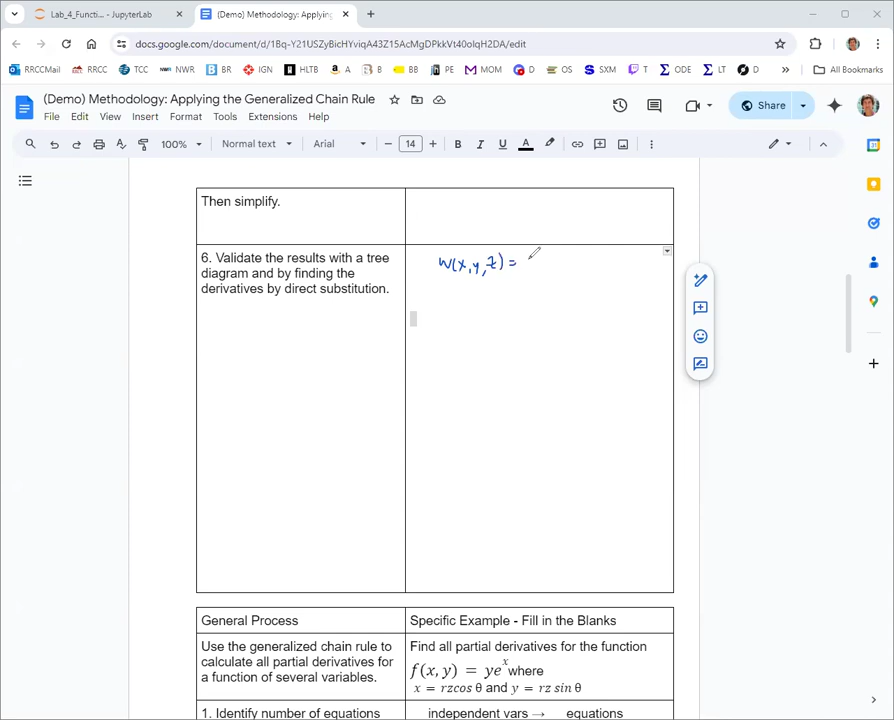 Lab_4_Functi... - JupyterLab
(Demo) Methodology: Applying
docs.google.com/document/d/1Bq-Y21USZyBicHYviqA43Z15AcMgDPkkVt40olqH2DA/edit
RRCCMail RRCC TCC NWR BR IGN HLTB A BB PE MOM D OS SXM T ODE LT D All Bookmarks
(Demo) Methodology: Applying the Generalized Chain Rule
Share
File Edit View Insert Format Tools Extensions Help
100% Normal text Arial 14 B I U A
Then simplify.
6. Validate the results with a tree
diagram and by finding the
derivatives by direct substitution.
w(x,y,z) =
General Process
Specific Example - Fill in the Blanks
Use the generalized chain rule to
calculate all partial derivatives for
a function of several variables.
Find all partial derivatives for the function
f(x, y) = ye^x where
x = rzcos θ and y = rz sin θ
1. Identify number of equations
independent vars → equations